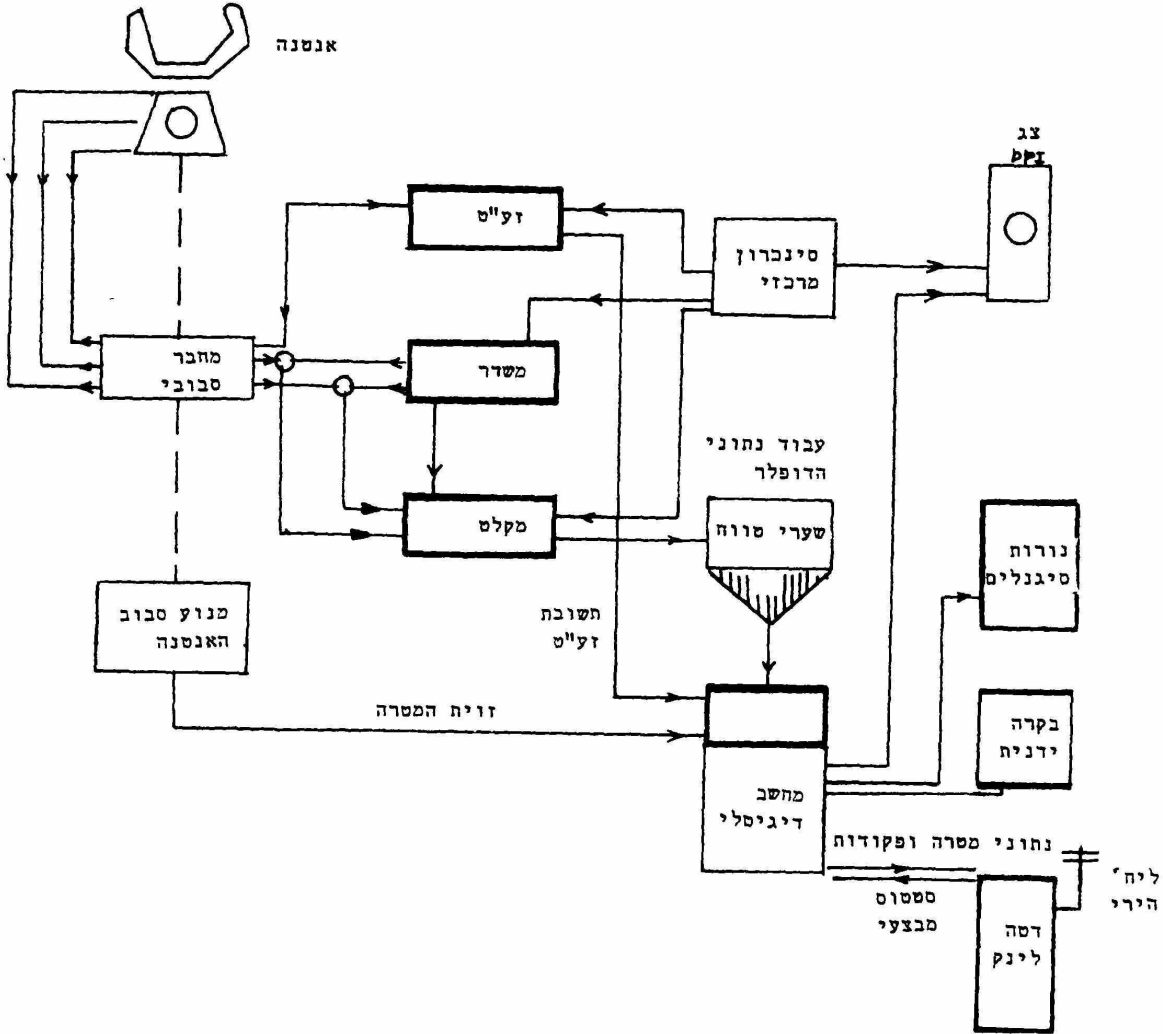 אנטנה
צג
PPI
זע"ט
סינכרון
מרכזי
מחבר
סבובי
משדר
עבוד נתוני
הדופלר
מקלט
שערי טווח
נורות
סיגנלים
מנוע סבוב
האנטנה
תשובת
זע"ט
זוית המטרה
בקרה
ידנית
מחשב
דיגיטלי
נתוני מטרה ופקודות
ליח'
הירי
סטטוס
מבצעי
דטה
לינק